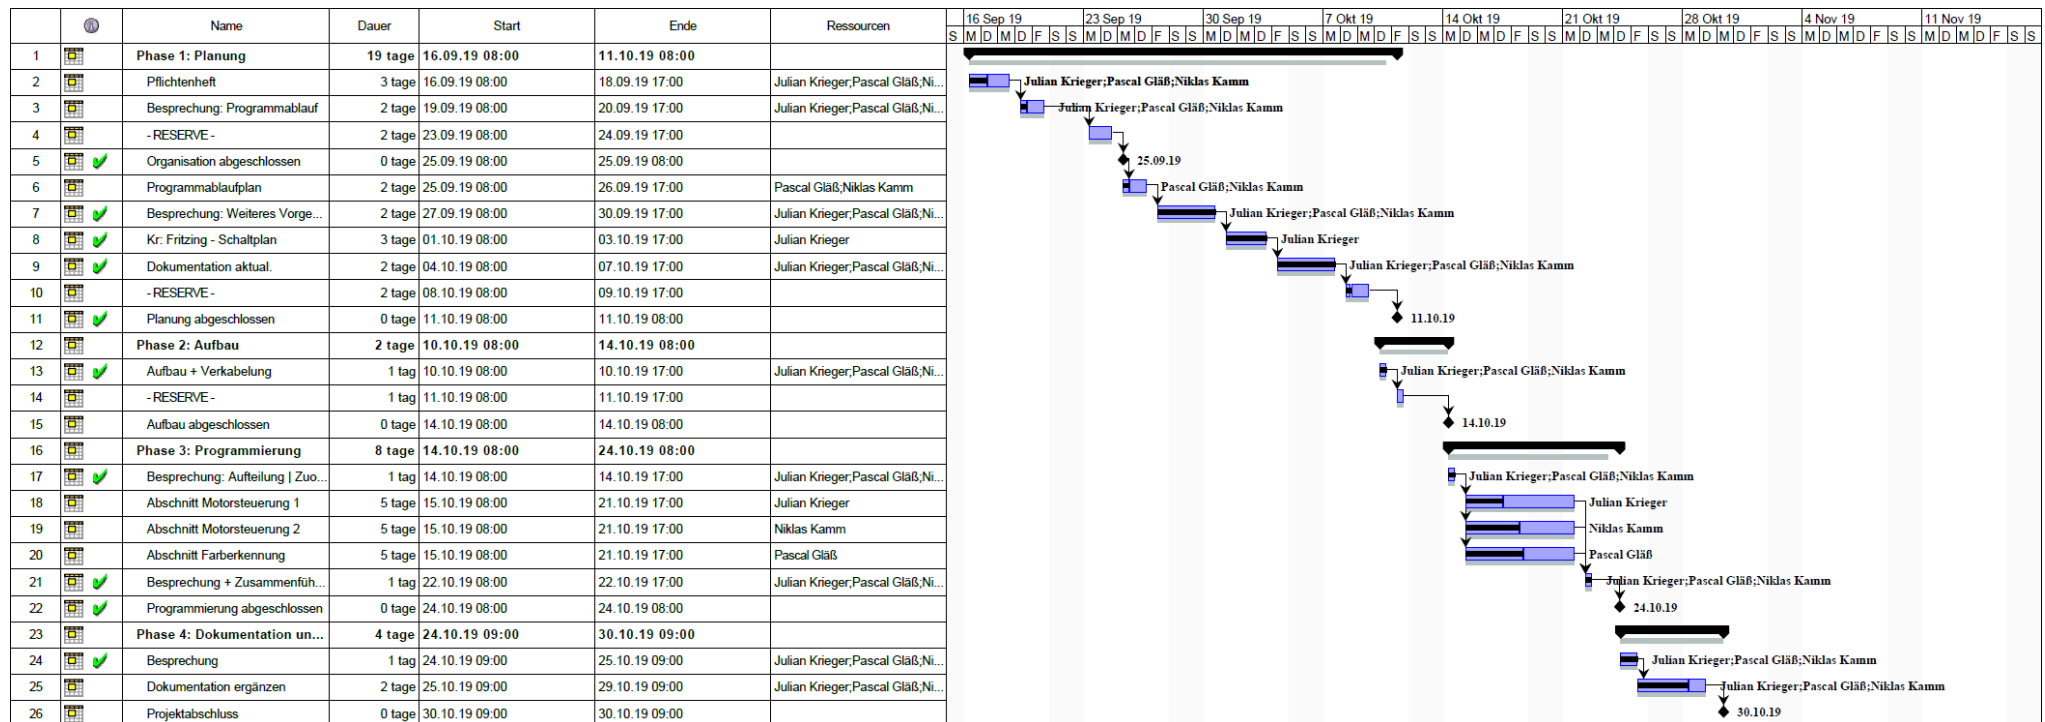 Name Dauer Start Ende Ressourcen
16 Sep 19 23 Sep 19 30 Sep 19 7 Okt 19 14 Okt 19 21 Okt 19 28 Okt 19 4 Nov 19 11 Nov 19
S M D M D F S S M D M D F S S M D M D F S S M D M D F S S M D M D F S S M D M D F S S M D M D F S S M D M D F S S M D M D F S S
1 Phase 1: Planung 19 tage 16.09.19 08:00 11.10.19 08:00
2 Pflichtenheft 3 tage 16.09.19 08:00 18.09.19 17:00 Julian Krieger;Pascal Gläß;Ni... Julian Krieger;Pascal Gläß;Niklas Kamm
3 Besprechung: Programmablauf 2 tage 19.09.19 08:00 20.09.19 17:00 Julian Krieger;Pascal Gläß;Ni... Julian Krieger;Pascal Gläß;Niklas Kamm
4 - RESERVE - 2 tage 23.09.19 08:00 24.09.19 17:00
5 Organisation abgeschlossen 0 tage 25.09.19 08:00 25.09.19 08:00 25.09.19
6 Programmablaufplan 2 tage 25.09.19 08:00 26.09.19 17:00 Pascal Gläß;Niklas Kamm Pascal Gläß;Niklas Kamm
7 Besprechung: Weiteres Vorge... 2 tage 27.09.19 08:00 30.09.19 17:00 Julian Krieger;Pascal Gläß;Ni... Julian Krieger;Pascal Gläß;Niklas Kamm
8 Kr: Fritzing - Schaltplan 3 tage 01.10.19 08:00 03.10.19 17:00 Julian Krieger Julian Krieger
9 Dokumentation aktual. 2 tage 04.10.19 08:00 07.10.19 17:00 Julian Krieger;Pascal Gläß;Ni... Julian Krieger;Pascal Gläß;Niklas Kamm
10 - RESERVE - 2 tage 08.10.19 08:00 09.10.19 17:00
11 Planung abgeschlossen 0 tage 11.10.19 08:00 11.10.19 08:00 11.10.19
12 Phase 2: Aufbau 2 tage 10.10.19 08:00 14.10.19 08:00
13 Aufbau + Verkabelung 1 tag 10.10.19 08:00 10.10.19 17:00 Julian Krieger;Pascal Gläß;Ni... Julian Krieger;Pascal Gläß;Niklas Kamm
14 - RESERVE - 1 tag 11.10.19 08:00 11.10.19 17:00
15 Aufbau abgeschlossen 0 tage 14.10.19 08:00 14.10.19 08:00 14.10.19
16 Phase 3: Programmierung 8 tage 14.10.19 08:00 24.10.19 08:00
17 Besprechung: Aufteilung | Zuo... 1 tag 14.10.19 08:00 14.10.19 17:00 Julian Krieger;Pascal Gläß;Ni... Julian Krieger;Pascal Gläß;Niklas Kamm
18 Abschnitt Motorsteuerung 1 5 tage 15.10.19 08:00 21.10.19 17:00 Julian Krieger Julian Krieger
19 Abschnitt Motorsteuerung 2 5 tage 15.10.19 08:00 21.10.19 17:00 Niklas Kamm Niklas Kamm
20 Abschnitt Farberkennung 5 tage 15.10.19 08:00 21.10.19 17:00 Pascal Gläß Pascal Gläß
21 Besprechung + Zusammenfüh... 1 tag 22.10.19 08:00 22.10.19 17:00 Julian Krieger;Pascal Gläß;Ni... Julian Krieger;Pascal Gläß;Niklas Kamm
22 Programmierung abgeschlossen 0 tage 24.10.19 08:00 24.10.19 08:00 24.10.19
23 Phase 4: Dokumentation un... 4 tage 24.10.19 09:00 30.10.19 09:00
24 Besprechung 1 tag 24.10.19 09:00 25.10.19 09:00 Julian Krieger;Pascal Gläß;Ni... Julian Krieger;Pascal Gläß;Niklas Kamm
25 Dokumentation ergänzen 2 tage 25.10.19 09:00 29.10.19 09:00 Julian Krieger;Pascal Gläß;Ni... Julian Krieger;Pascal Gläß;Niklas Kamm
26 Projektabschluss 0 tage 30.10.19 09:00 30.10.19 09:00 30.10.19